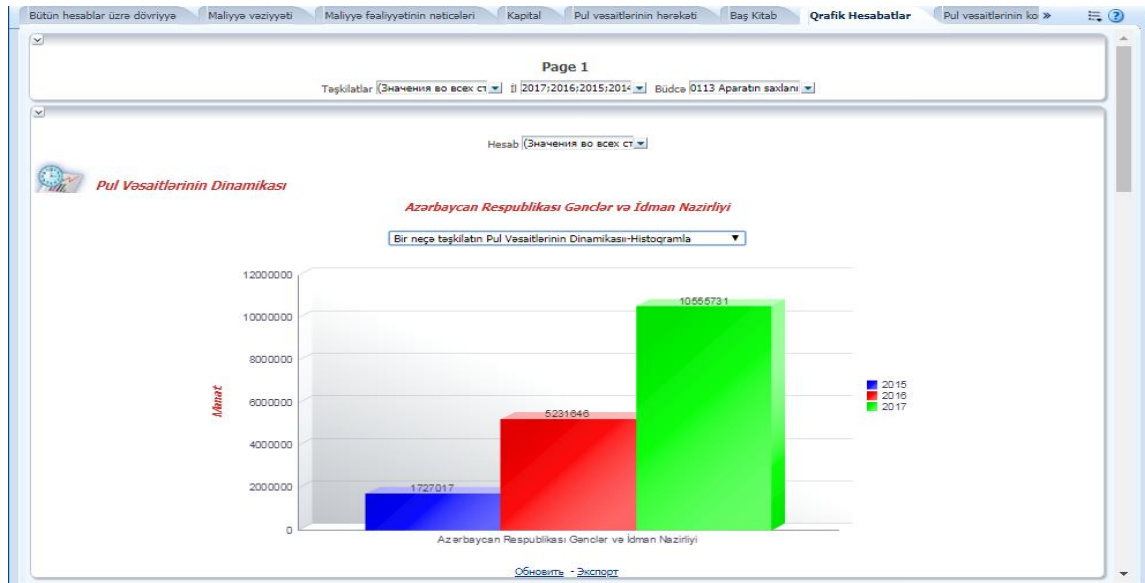 Bütün hesablar üzrə dövriyyə Maliyyə vəziyyəti Maliyyə fəaliyyətinin nəticələri Kapital Pul vəsaitlərinin hərəkəti Baş Kitab Qrafik Hesabatlar Pul vəsaitlərinin ko »
Page 1
Təşkilatlar (Значения во всех ст İl 2017;2016;2015;2014 Büdcə 0113 Aparatın saxlanı
Hesab (Значения во всех ст
Pul Vəsaitlərinin Dinamikası
Azərbaycan Respublikası Gənclər və İdman Nazirliyi
Bir neçə təşkilatın Pul Vəsaitlərinin Dinamikası-Histoqramla
12000000
10000000
8000000
6000000
4000000
2000000
0
Manat
1727017
5231646
10555731
2015
2016
2017
Azərbaycan Respublikası Gənclər və İdman Nazirliyi
Обновить - Экспорт